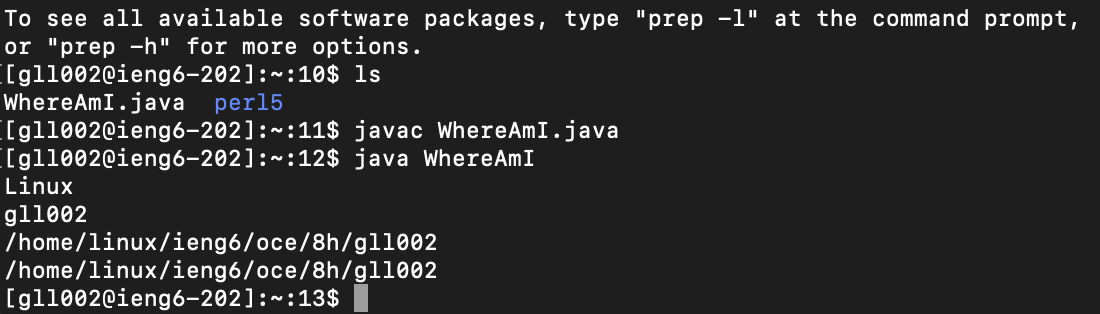 To see all available software packages, type "prep -l" at the command prompt,
or "prep -h" for more options.
[gll002@ieng6-202]:~:10$ ls
WhereAmI.java  perl5
[gll002@ieng6-202]:~:11$ javac WhereAmI.java
[gll002@ieng6-202]:~:12$ java WhereAmI
Linux
gll002
/home/linux/ieng6/oce/8h/gll002
/home/linux/ieng6/oce/8h/gll002
[gll002@ieng6-202]:~:13$